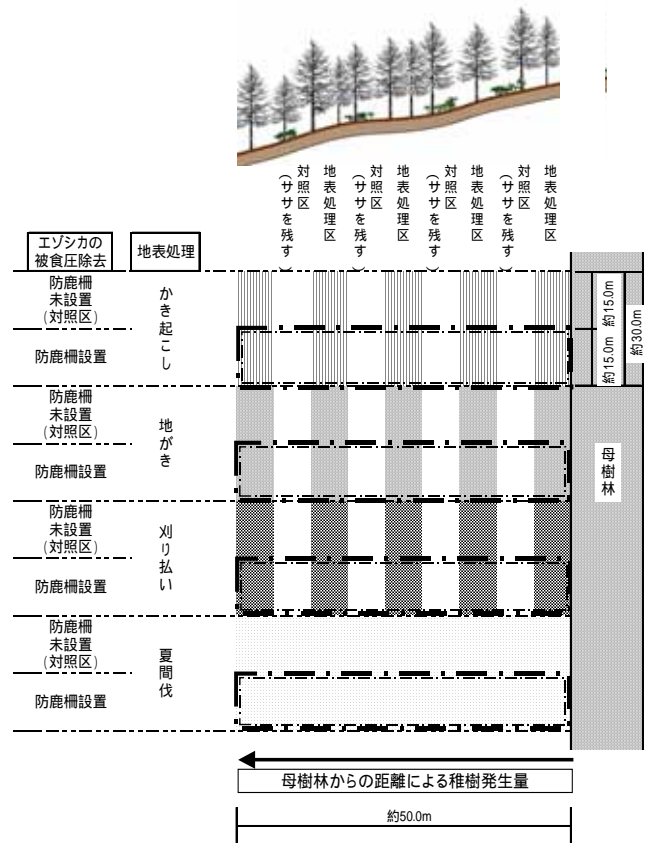 対照区
(ササを残す)
地表処理区
対照区
(ササを残す)
地表処理区
対照区
(ササを残す)
地表処理区
対照区
(ササを残す)
地表処理区
エゾシカの
被食圧除去
地表処理
防鹿柵
未設置
(対照区)
防鹿柵設置
かき起こし
約15.0m
約15.0m
約30.0m
防鹿柵
未設置
(対照区)
防鹿柵設置
地がき
母樹林
防鹿柵
未設置
(対照区)
防鹿柵設置
刈り払い
防鹿柵
未設置
(対照区)
防鹿柵設置
夏間伐
母樹林からの距離による稚樹発生量
約50.0m